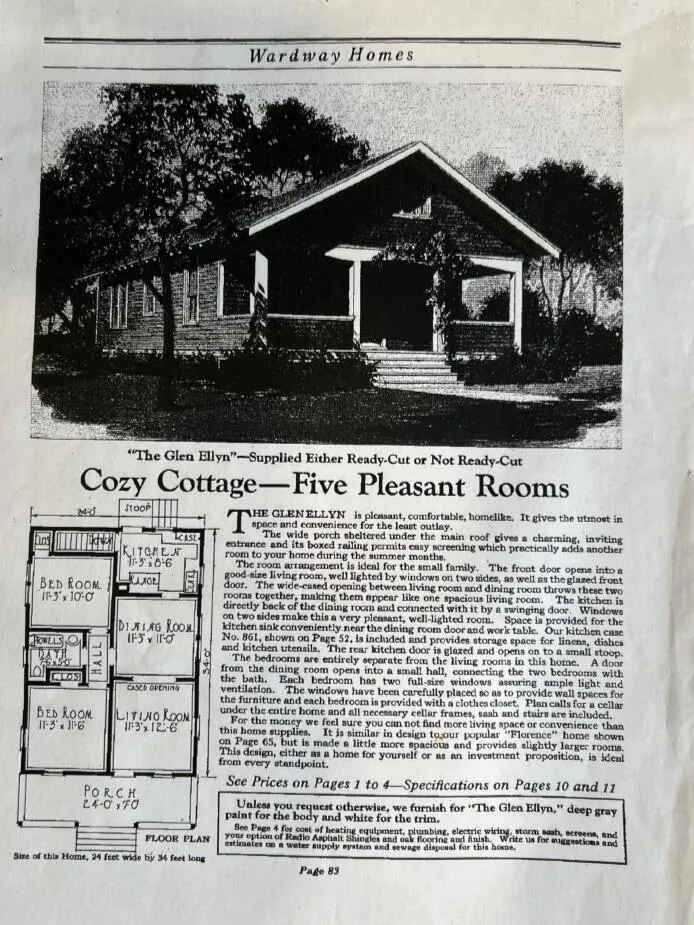 Wardway Homes
"The Glen Ellyn"—Supplied Either Ready-Cut or Not Ready-Cut
Cozy Cottage—Five Pleasant Rooms
THE GLEN ELLYN is pleasant, comfortable, homelike. It gives the utmost in
space and convenience for the least outlay.
The wide porch sheltered under the main roof gives a charming, inviting
entrance and its boxed railing permits easy screening which practically adds another
room to your home during the summer months.
The room arrangement is ideal for the small family. The front door opens into a
good-size living room, well lighted by windows on two sides, as well as the glazed front
door. The wide-cased opening between living room and dining room throws these two
rooms together, making them appear like one spacious living room. The kitchen is
directly back of the dining room and connected with it by a swinging door. Windows
on two sides make this a very pleasant, well-lighted room. Space is provided for the
kitchen sink conveniently near the dining room door and work table. Our kitchen case
No. 861, shown on Page 52, is included and provides storage space for linens, dishes
and kitchen utensils. The rear kitchen door is glazed and opens on to a small stoop.
The bedrooms are entirely separate from the living rooms in this home. A door
from the dining room opens into a small hall, connecting the two bedrooms with
the bath. Each bedroom has two full-size windows assuring ample light and
ventilation. The windows have been carefully placed so as to provide wall spaces for
the furniture and each bedroom is provided with a clothes closet. Plan calls for a cellar
under the entire home and all necessary cellar frames, sash and stairs are included.
For the money we feel sure you can not find more living space or convenience than
this home supplies. It is similar in design to our popular "Florence" home shown
on Page 65, but is made a little more spacious and provides slightly larger rooms.
This design, either as a home for yourself or as an investment proposition, is ideal
from every standpoint.
See Prices on Pages 1 to 4—Specifications on Pages 10 and 11
Unless you request otherwise, we furnish for "The Glen Ellyn," deep gray
paint for the body and white for the trim.
See Page 4 for cost of heating equipment, plumbing, electric wiring, storm sash, screens, and
your option of Radio Asphalt Shingles and oak flooring and finish. Write us for suggestions and
estimates on a water supply system and sewage disposal for this home.
24-0"
STOOP
CLOS
DOWN
KITCHEN
11'-3" x 8'-6
CASE
RANGE
BED ROOM
11'-3" x 10'-0"
DINING ROOM
11'-3" x 11'-0"
TOWELS
BATH
HALL
CLOS
34'-0"
CASED OPENING
BED ROOM
11'-3" x 11'-6"
LIVING ROOM
11'-3" x 12'-6
PORCH
24-0" x 7'0"
FLOOR PLAN
Size of this Home, 24 feet wide by 34 feet long
Page 83